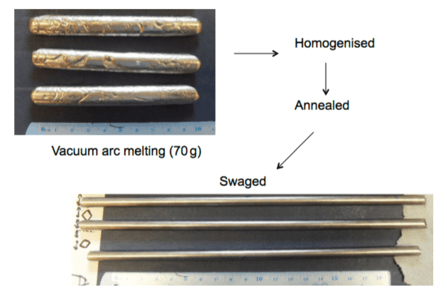 Homogenised
Annealed
Vacuum arc melting (70 g)
Swaged